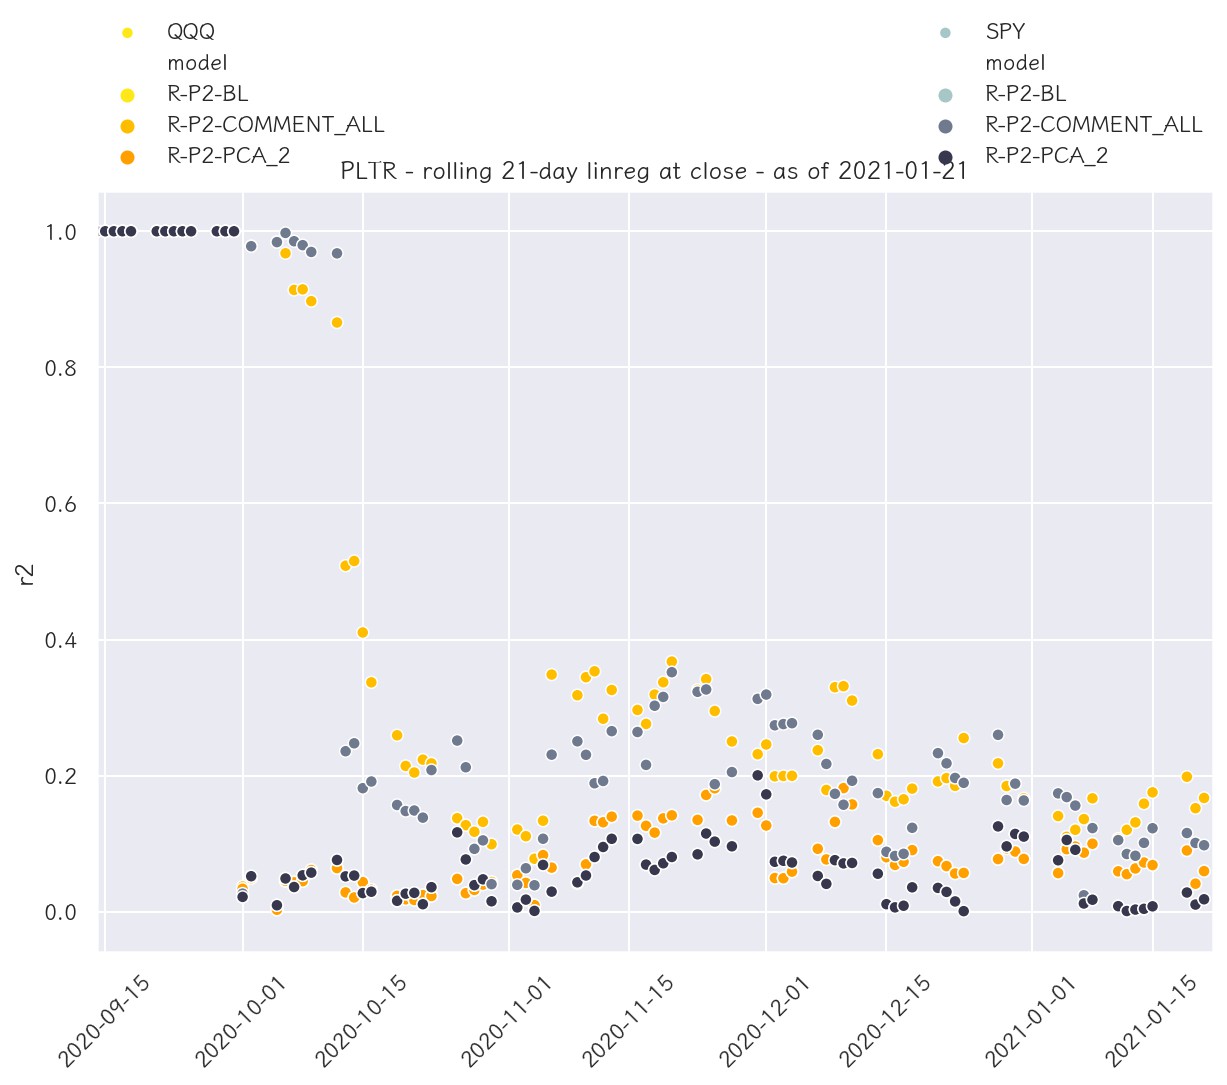 QQQ
model
R-P2-BL
R-P2-COMMENT_ALL
R-P2-PCA_2
SPY
model
R-P2-BL
R-P2-COMMENT_ALL
R-P2-PCA_2
PLTR - rolling 21-day linreg at close - as of 2021-01-21
1.0
0.8
0.6
0.4
0.2
0.0
r2
2020-09-15
2020-10-01
2020-10-15
2020-11-01
2020-11-15
2020-12-01
2020-12-15
2021-01-01
2021-01-15